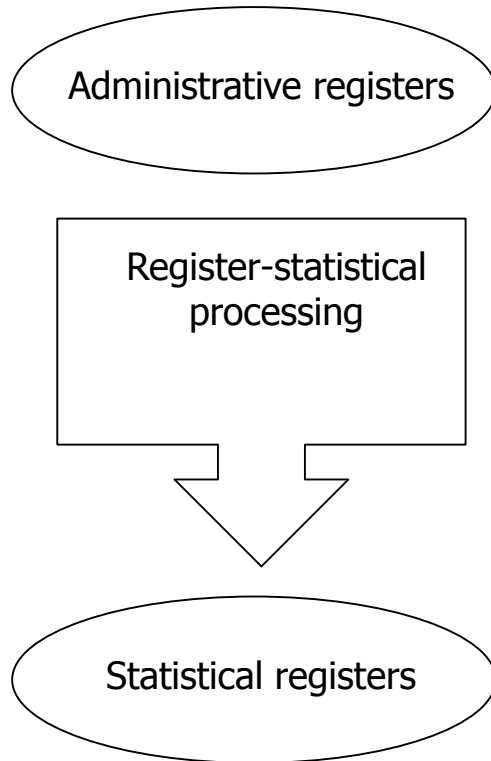 Administrative registers
Register-statistical
processing
Statistical registers